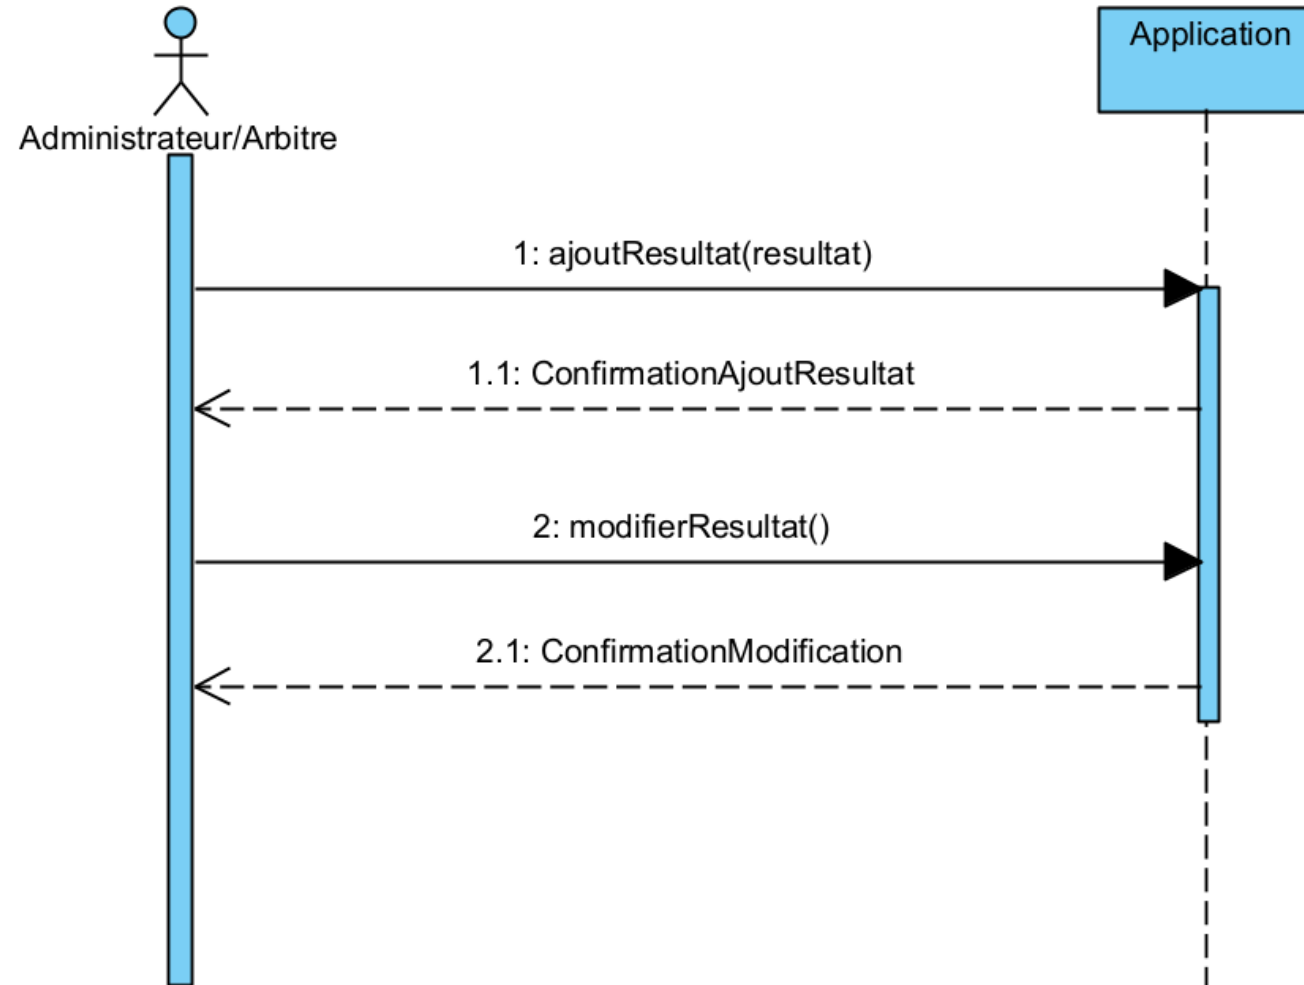 Application
Administrateur/Arbitre
1: ajoutResultat(resultat)
1.1: ConfirmationAjoutResultat
2: modifierResultat()
2.1: ConfirmationModification